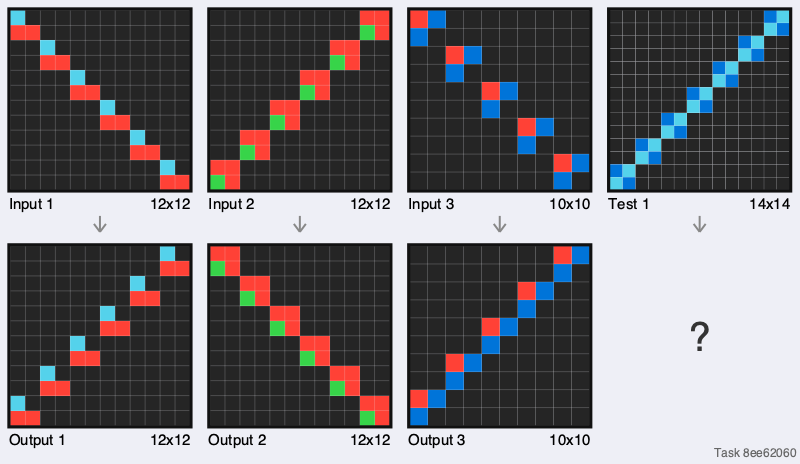 Input 1 12x12
Input 2 12x12
Input 3 10x10
Test 1 14x14
Output 1 12x12
Output 2 12x12
Output 3 10x10
?
Task 8ee62060